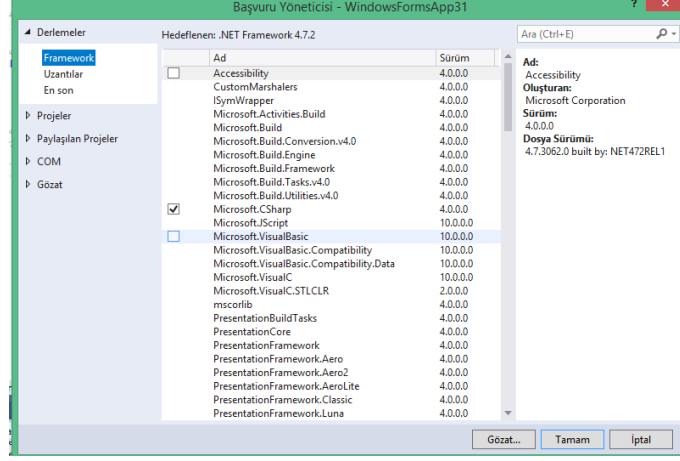 Başvuru Yöneticisi - WindowsFormsApp31
? ×
Derlemeler
Framework
Uzantılar
En son
Projeler
Paylaşılan Projeler
COM
Gözat
Hedeflenen: .NET Framework 4.7.2
Ara (Ctrl+E)
Ad Sürüm
Accessibility 4.0.0.0
CustomMarshalers 4.0.0.0
ISymWrapper 4.0.0.0
Microsoft.Activities.Build 4.0.0.0
Microsoft.Build 4.0.0.0
Microsoft.Build.Conversion.v4.0 4.0.0.0
Microsoft.Build.Engine 4.0.0.0
Microsoft.Build.Framework 4.0.0.0
Microsoft.Build.Tasks.v4.0 4.0.0.0
Microsoft.Build.Utilities.v4.0 4.0.0.0
Microsoft.CSharp 4.0.0.0
Microsoft.JScript 10.0.0.0
Microsoft.VisualBasic 10.0.0.0
Microsoft.VisualBasic.Compatibility 10.0.0.0
Microsoft.VisualBasic.Compatibility.Data 10.0.0.0
Microsoft.VisualC 10.0.0.0
Microsoft.VisualC.STLCLR 2.0.0.0
mscorlib 4.0.0.0
PresentationBuildTasks 4.0.0.0
PresentationCore 4.0.0.0
PresentationFramework 4.0.0.0
PresentationFramework.Aero 4.0.0.0
PresentationFramework.Aero2 4.0.0.0
PresentationFramework.AeroLite 4.0.0.0
PresentationFramework.Classic 4.0.0.0
PresentationFramework.Luna 4.0.0.0
Ad:
Accessibility
Oluşturan:
Microsoft Corporation
Sürüm:
4.0.0.0
Dosya Sürümü:
4.7.3062.0 built by: NET472REL1
Gözat... Tamam İptal